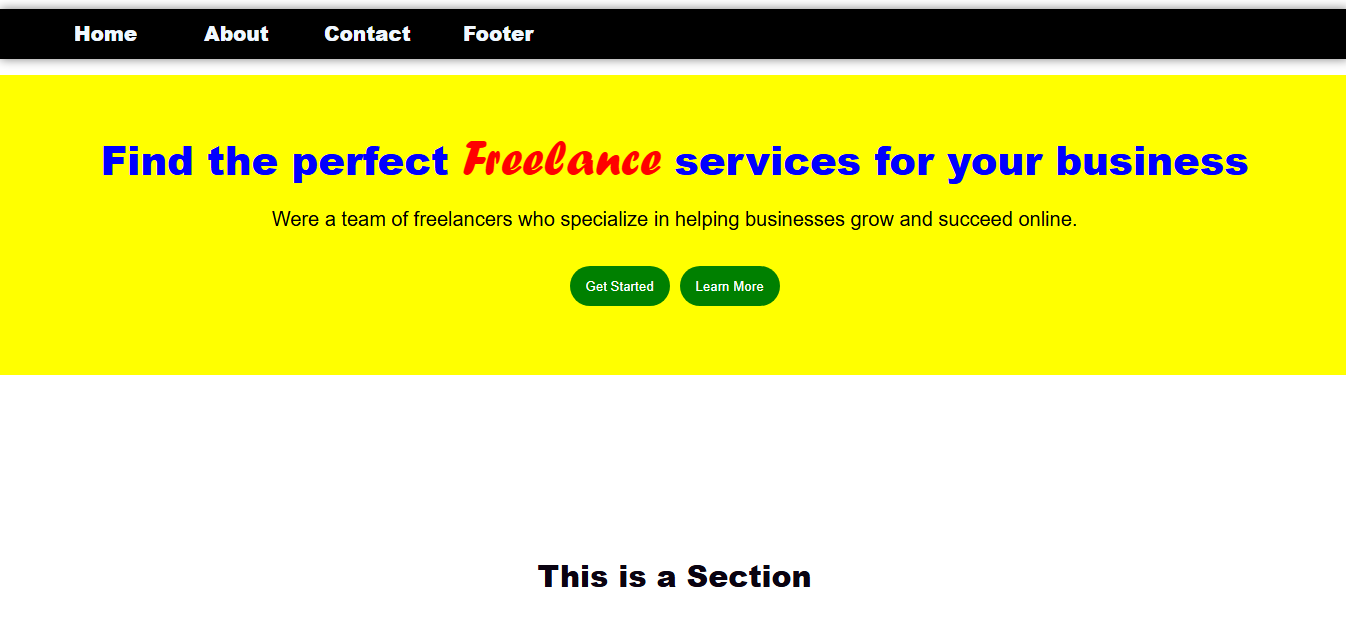 Home About Contact Footer
Find the perfect Freelance services for your business
Were a team of freelancers who specialize in helping businesses grow and succeed online.
Get Started Learn More
This is a Section